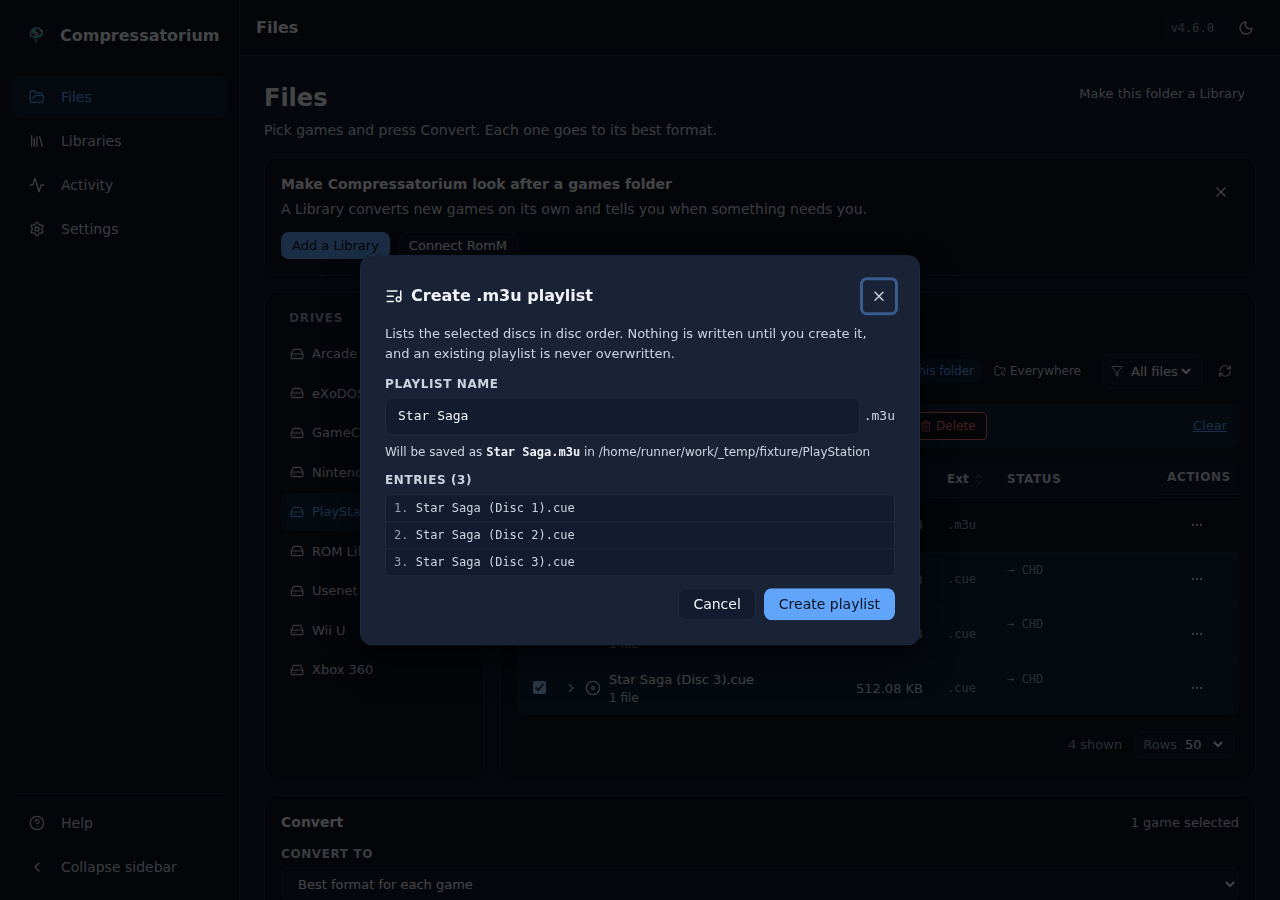 Compressatorium
Files
Libraries
Activity
Settings
Help
Collapse sidebar
Files
v4.6.0
Files
Make this folder a Library
Pick games and press Convert. Each one goes to its best format.
Make Compressatorium look after a games folder
A Library converts new games on its own and tells you when something needs you.
Add a Library
Connect RomM
DRIVES
Arcade
Wii U
Xbox 360
Usenet
his folder
Everywhere
All files
Delete
Clear
Ext
STATUS
ACTIONS
.m3u
.cue
→ CHD
.cue
→ CHD
Star Saga (Disc 3).cue
1 file
512.08 KB
.cue
→ CHD
4 shown
Rows 50
Convert
1 game selected
CONVERT TO
Best format for each game
Create .m3u playlist
Lists the selected discs in disc order. Nothing is written until you create it,
and an existing playlist is never overwritten.
PLAYLIST NAME
Star Saga
.m3u
Will be saved as Star Saga.m3u in /home/runner/work/_temp/fixture/PlayStation
ENTRIES (3)
1. Star Saga (Disc 1).cue
2. Star Saga (Disc 2).cue
3. Star Saga (Disc 3).cue
Cancel
Create playlist